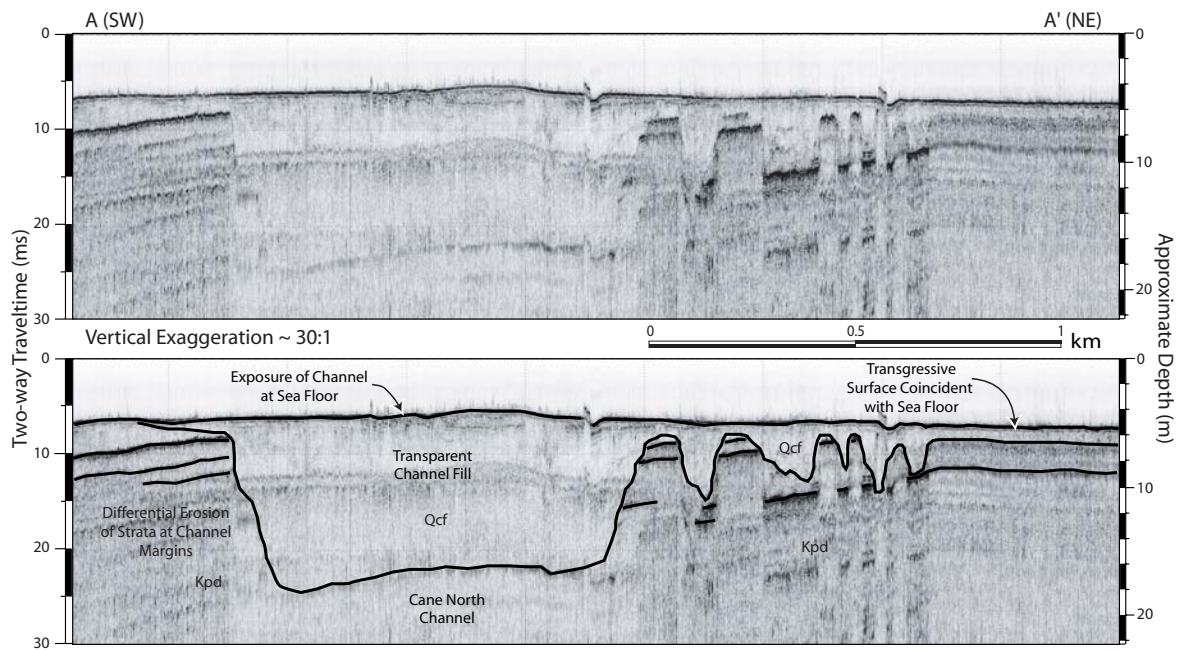 A (SW)
A' (NE)
0
10
20
30
0
10
20
Two-way Traveltime (ms)
Approximate Depth (m)
Vertical Exaggeration ~ 30:1
0
0.5
1
km
0
10
20
30
0
10
20
Exposure of Channel
at Sea Floor
Transgressive
Surface Coincident
with Sea Floor
Transparent
Channel Fill
Qcf
Qcf
Differential Erosion
of Strata at Channel
Margins
Kpd
Kpd
Cane North
Channel